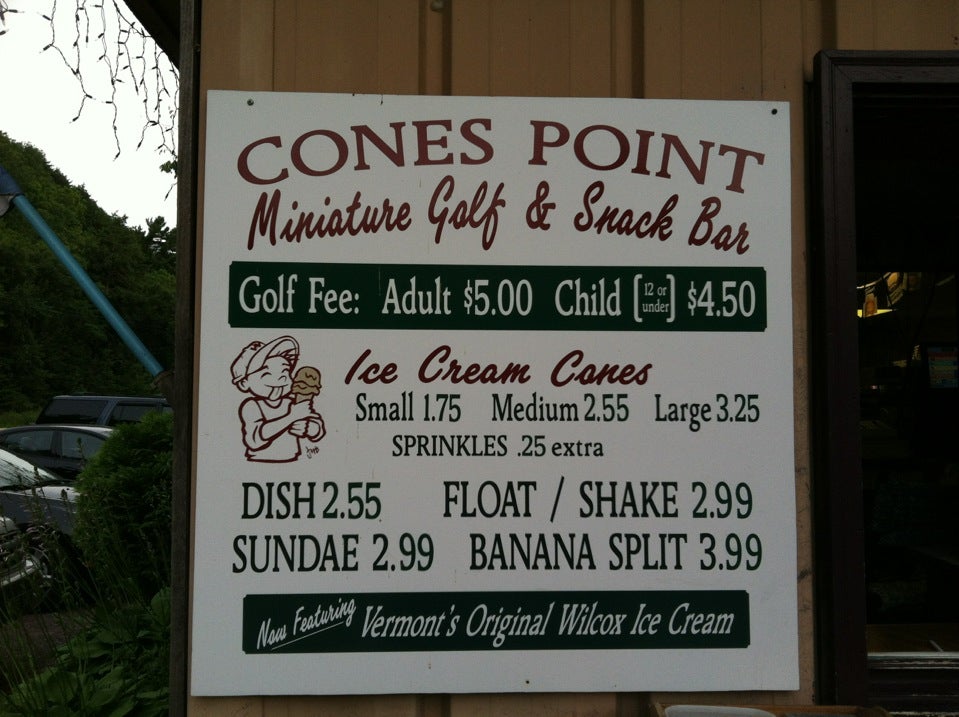 CONES POINT
Miniature Golf & Snack Bar
Golf Fee: Adult $5.00 Child (12 or under) $4.50
Ice Cream Cones
Small 1.75 Medium 2.55 Large 3.25
SPRINKLES .25 extra
DISH 2.55 FLOAT / SHAKE 2.99
SUNDAE 2.99 BANANA SPLIT 3.99
Now Featuring Vermont's Original Wilcox Ice Cream